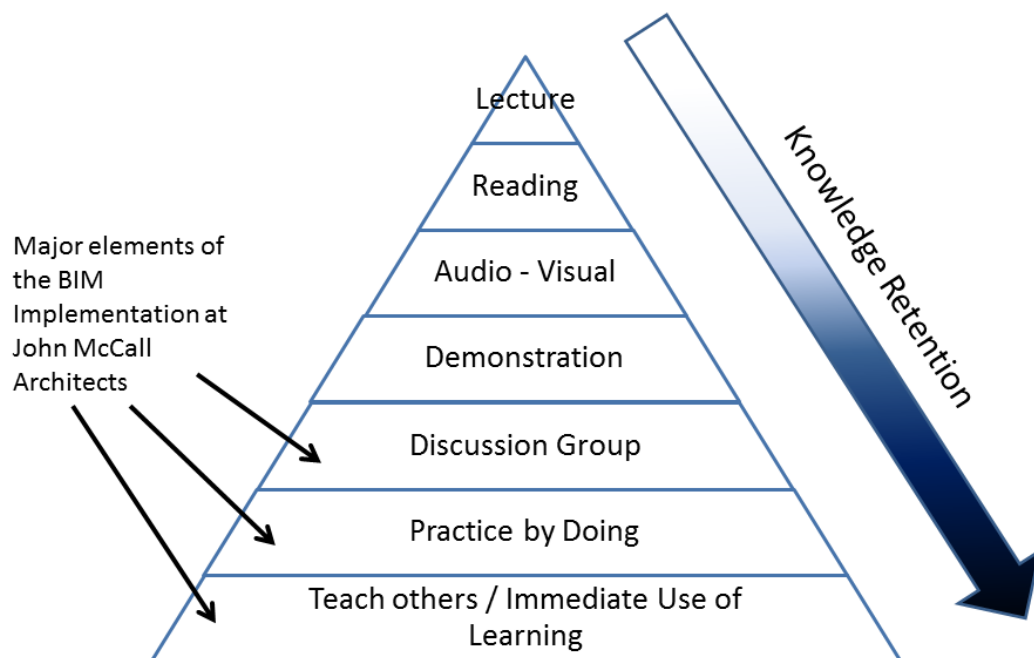 Lecture
Reading
Audio - Visual
Demonstration
Discussion Group
Practice by Doing
Teach others / Immediate Use of
Learning
Major elements of
the BIM
Implementation at
John McCall
Architects
Knowledge Retention